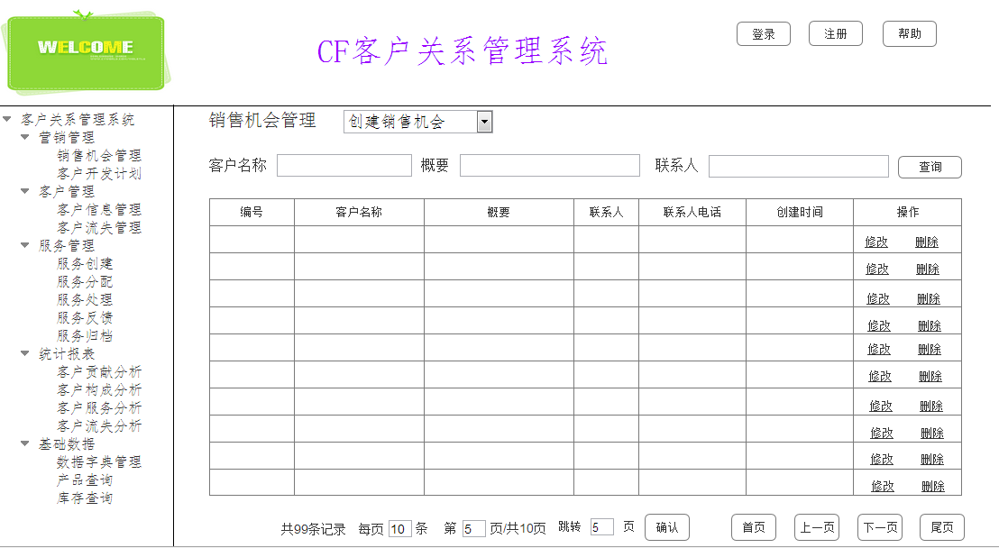 WELCOME
CF客户关系管理系统
登录 注册 帮助
客户关系管理系统
营销管理
销售机会管理
客户开发计划
客户管理
客户信息管理
客户流失管理
服务管理
服务创建
服务分配
服务处理
服务反馈
服务归档
统计报表
客户贡献分析
客户构成分析
客户服务分析
客户流失分析
基础数据
数据字典管理
产品查询
库存查询
销售机会管理 创建销售机会
客户名称 概要 联系人 查询
编号 客户名称 概要 联系人 联系人电话 创建时间 操作
修改 删除
修改 删除
修改 删除
修改 删除
修改 删除
修改 删除
修改 删除
修改 删除
修改 删除
修改 删除
共99条记录 每页 10 条 第 5 页/共10页 跳转 5 页 确认 首页 上一页 下一页 尾页